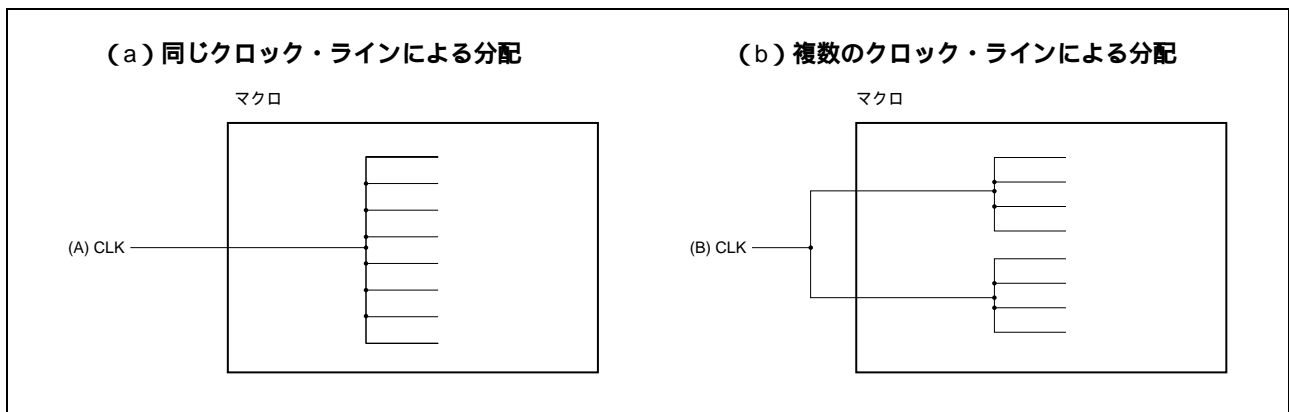 （a）同じクロック・ラインによる分配
マクロ
(A) CLK
（b）複数のクロック・ラインによる分配
マクロ
(B) CLK